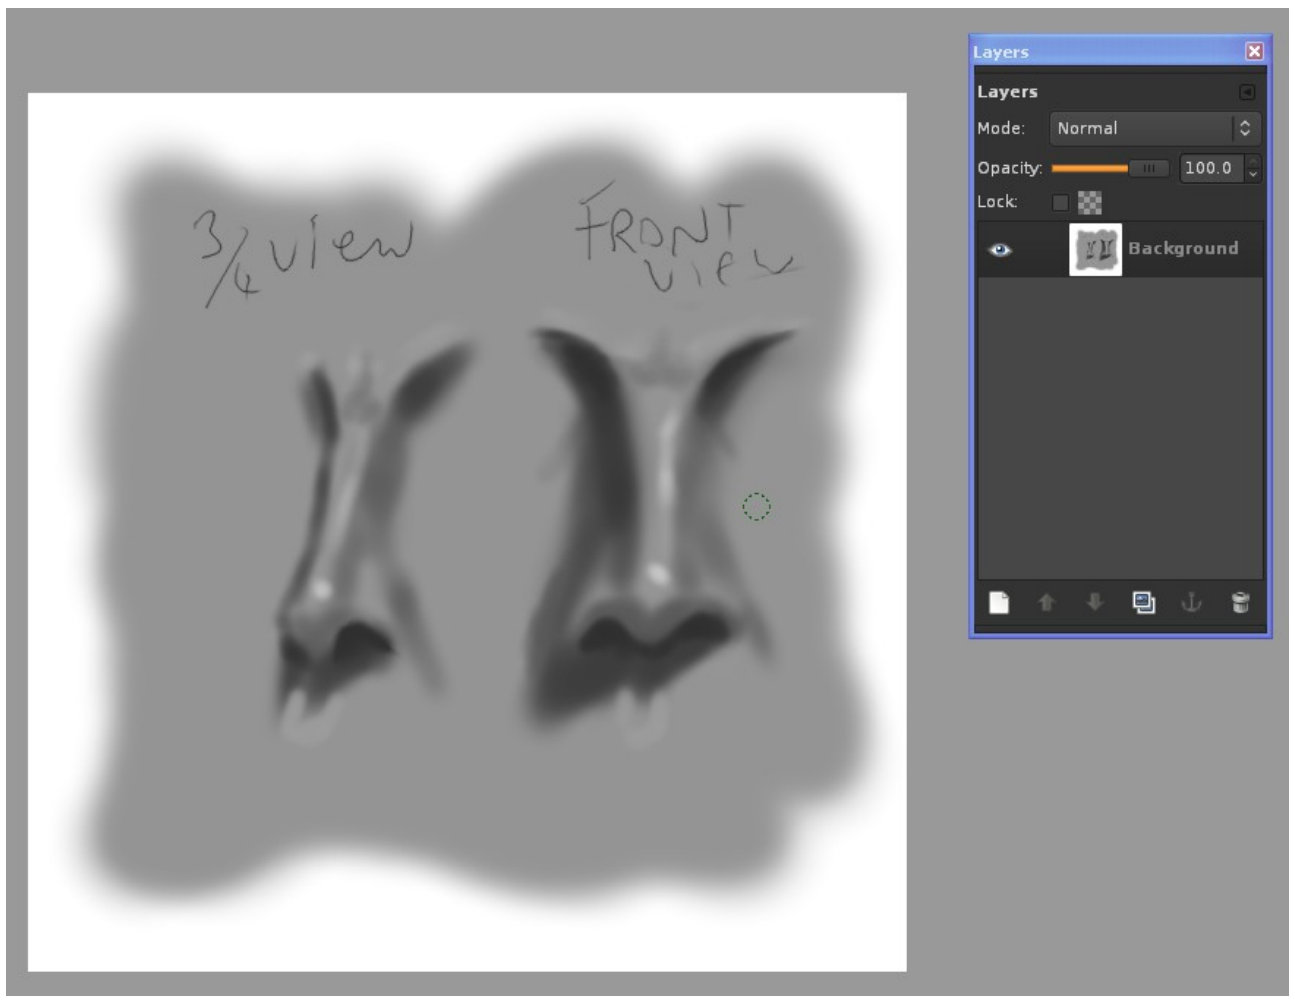 3/4 view
FRONT
view
Layers
Layers
Mode: Normal
Opacity: 100.0
Lock:
Background